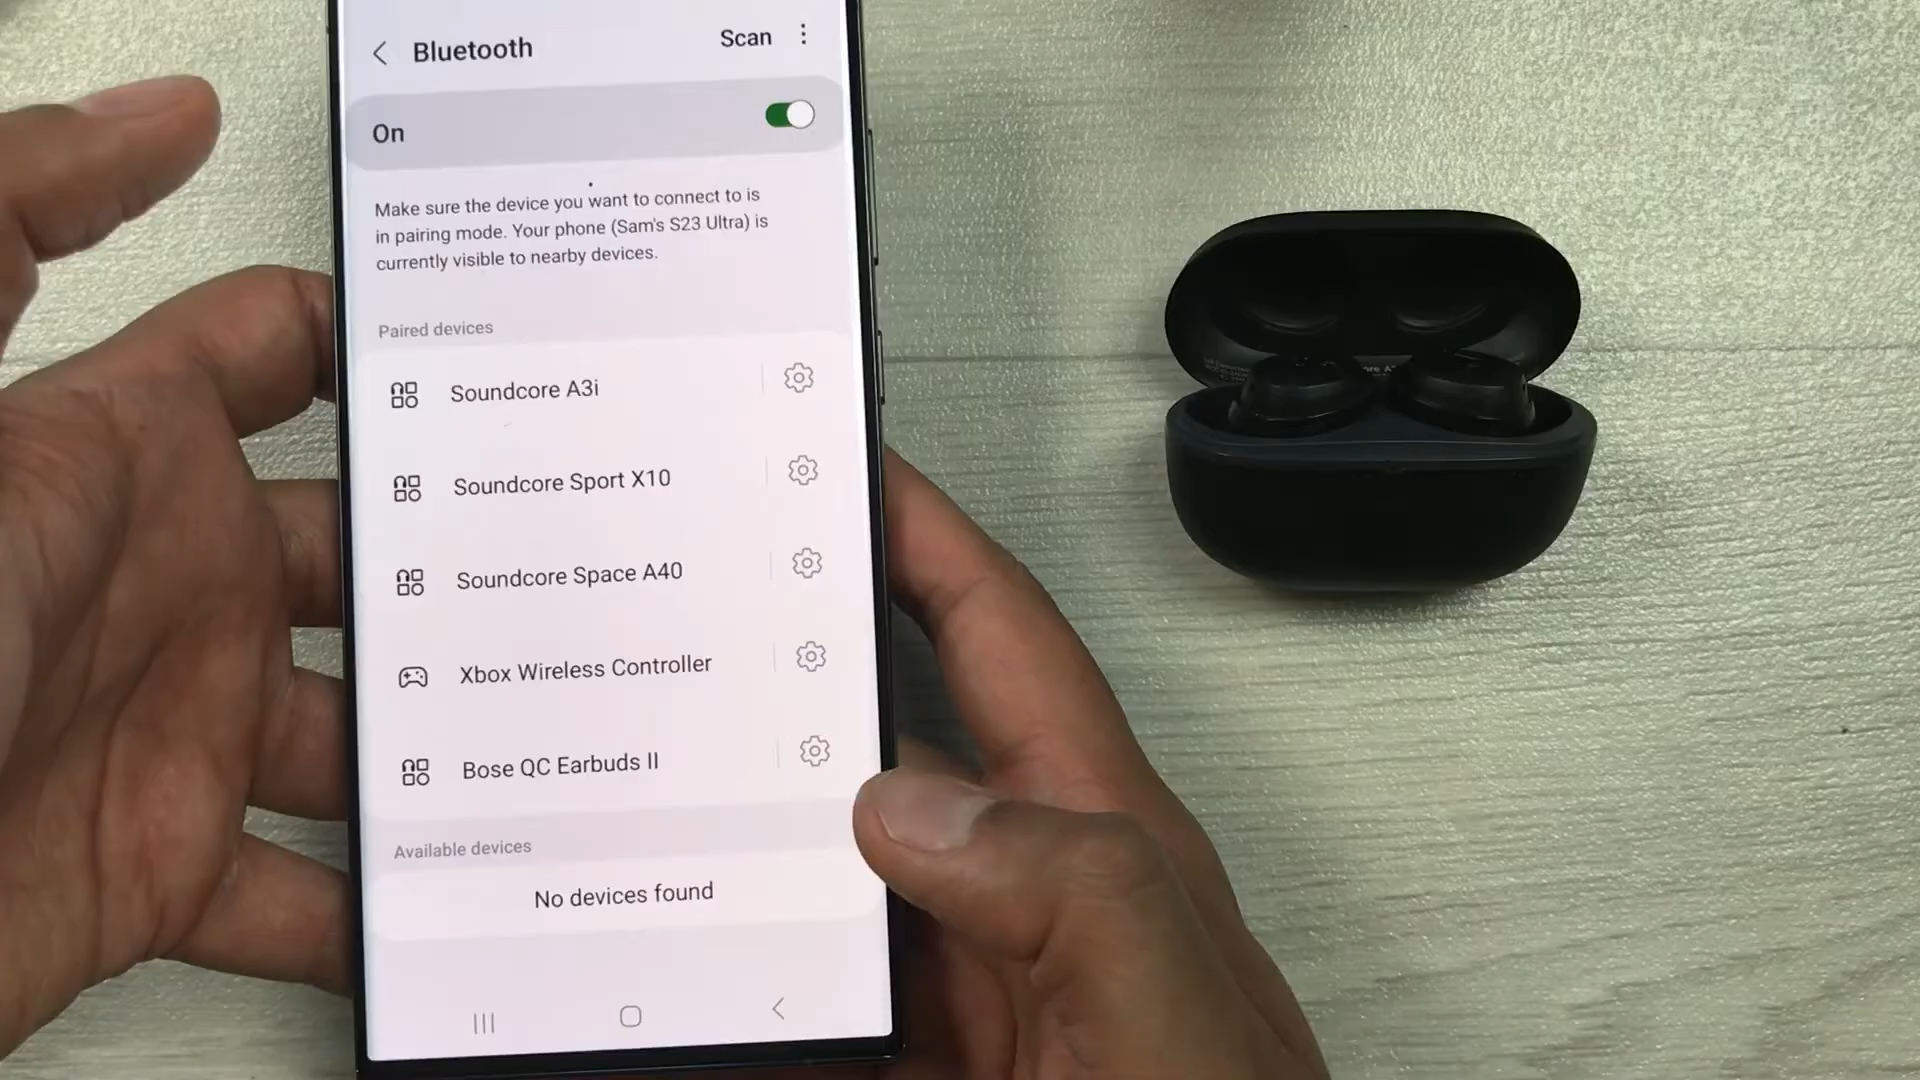 Bluetooth
Scan
On
Make sure the device you want to connect to is
in pairing mode. Your phone (Sam's S23 Ultra) is
currently visible to nearby devices.
Paired devices
Soundcore A3i
Soundcore Sport X10
Soundcore Space A40
Xbox Wireless Controller
Bose QC Earbuds II
Available devices
No devices found